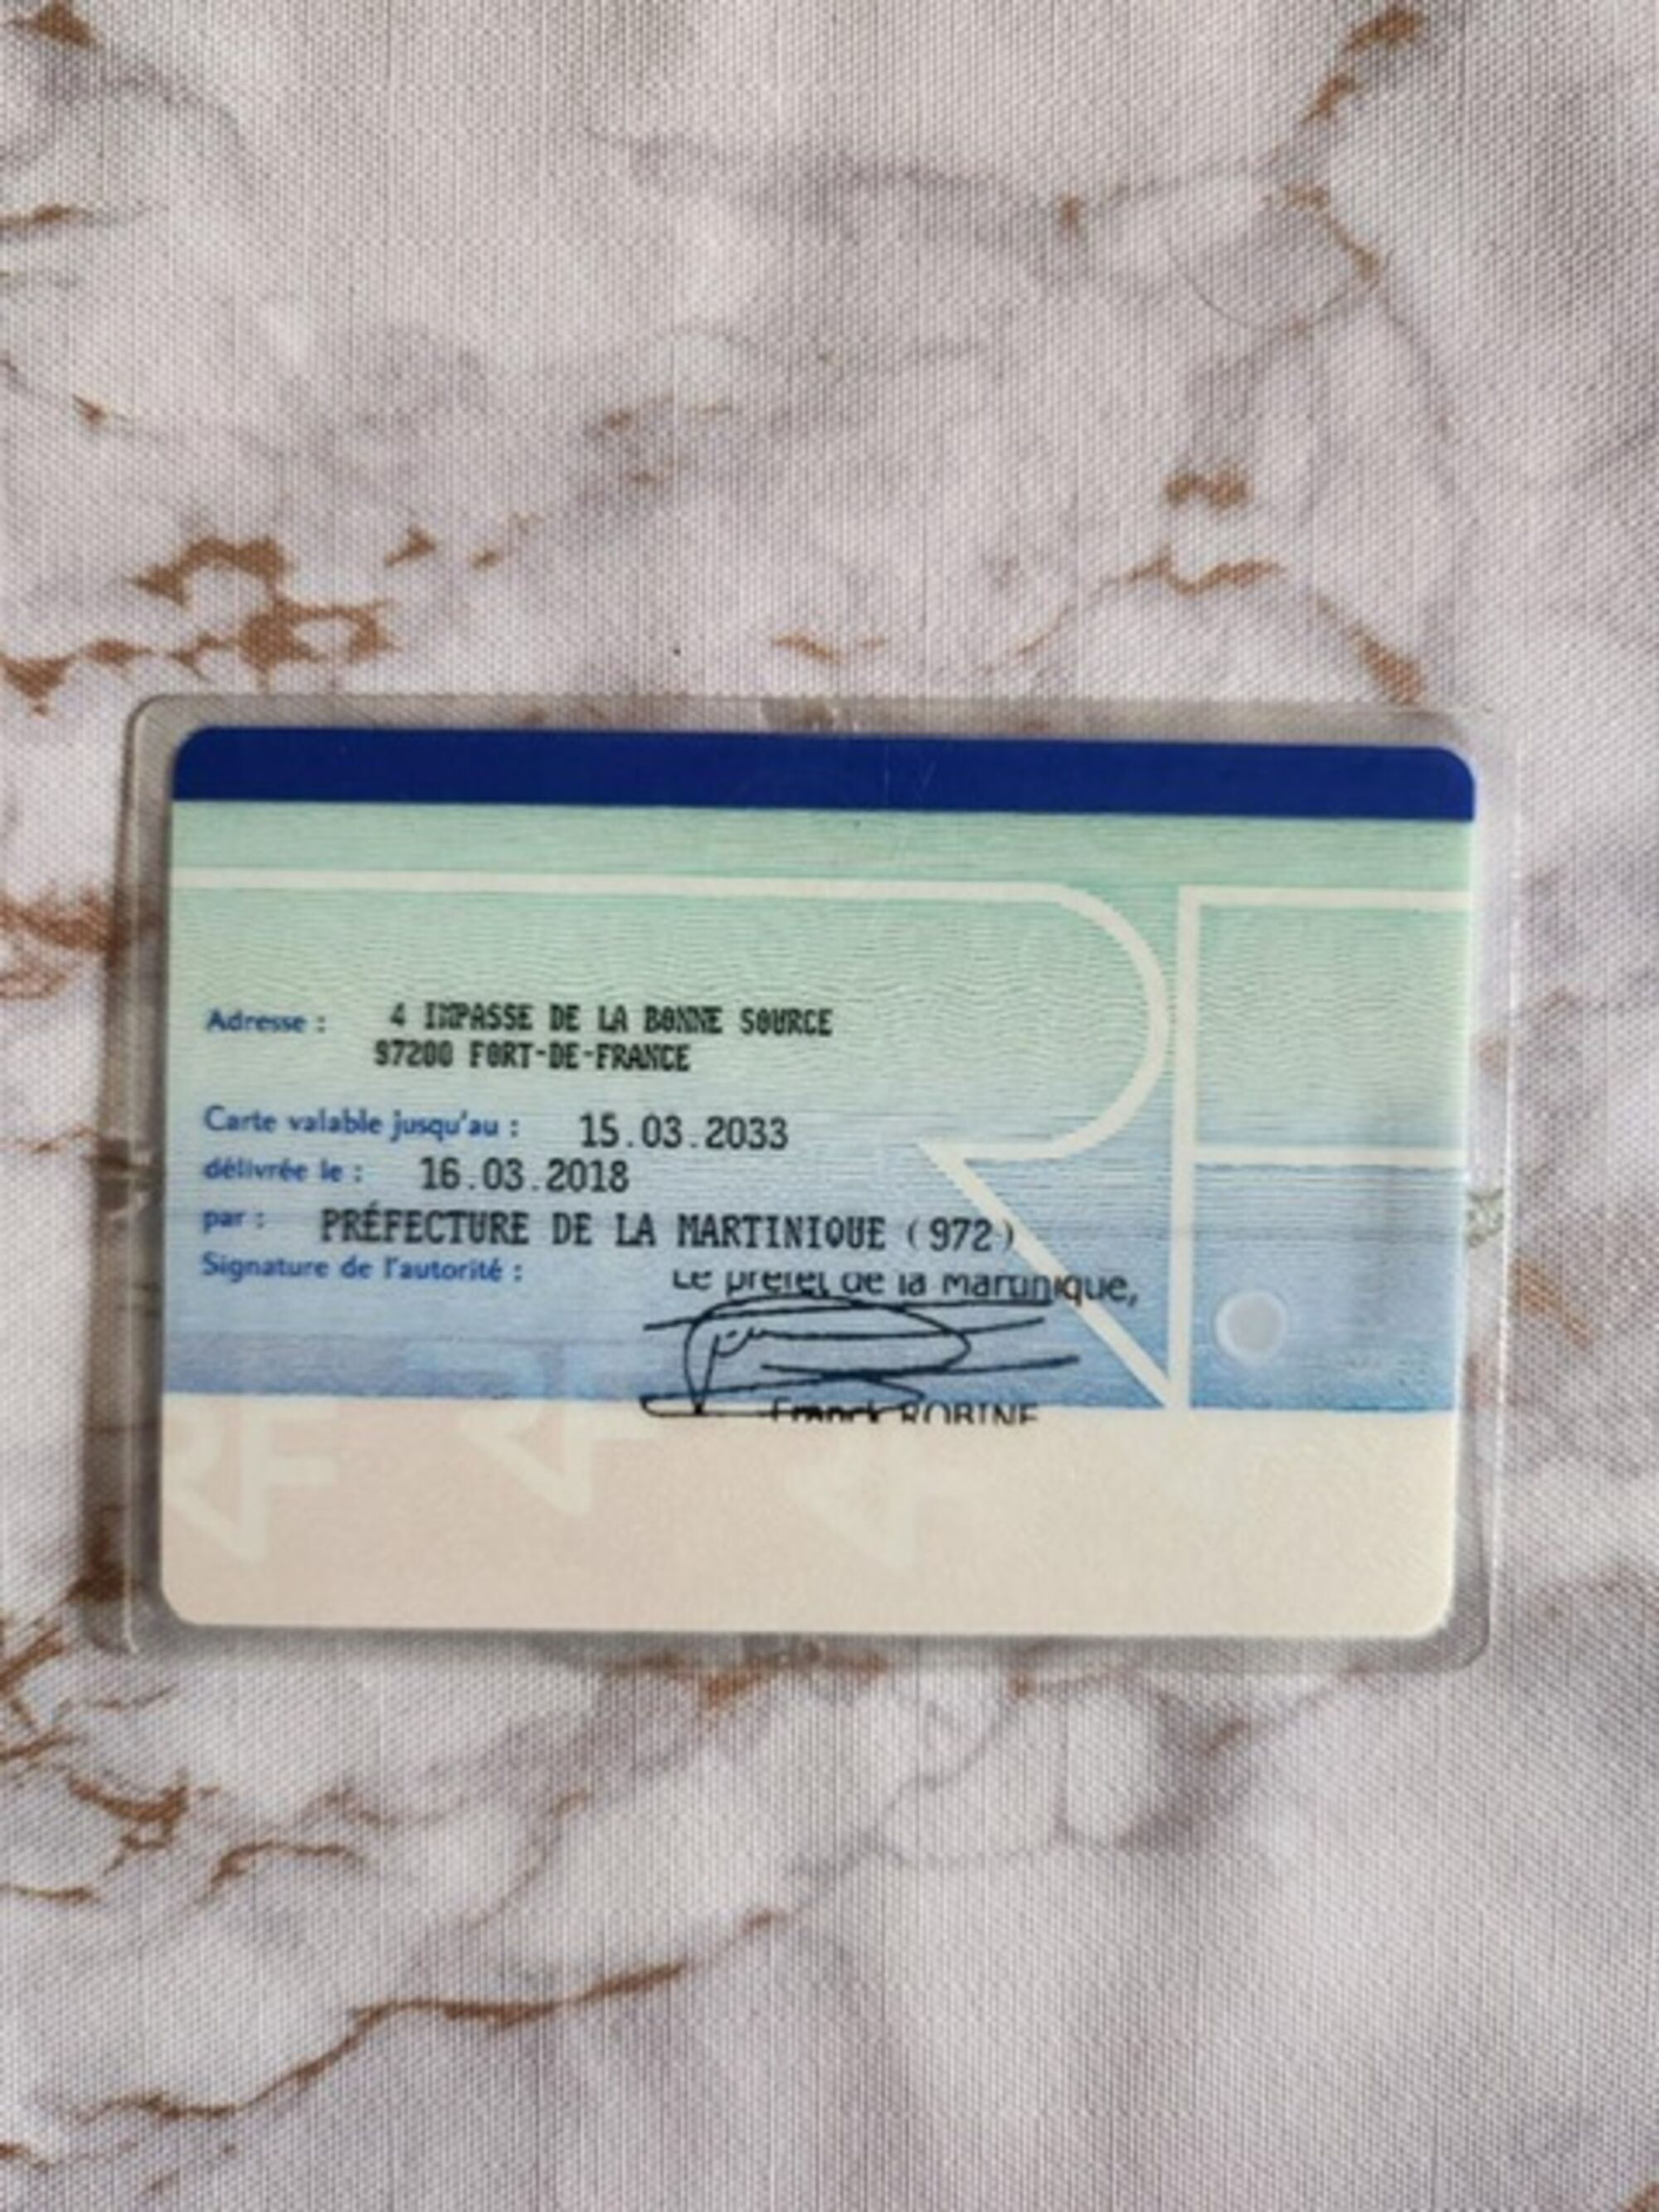 Adresse : 4 IMPASSE DE LA BONNE SOURCE
97200 FORT-DE-FRANCE
Carte valable jusqu'au : 15.03.2033
délivrée le : 16.03.2018
par : PRÉFECTURE DE LA MARTINIQUE (972)
Signature de l'autorité :
Le préfet de la Martinique,
Franck ROBINE
RF